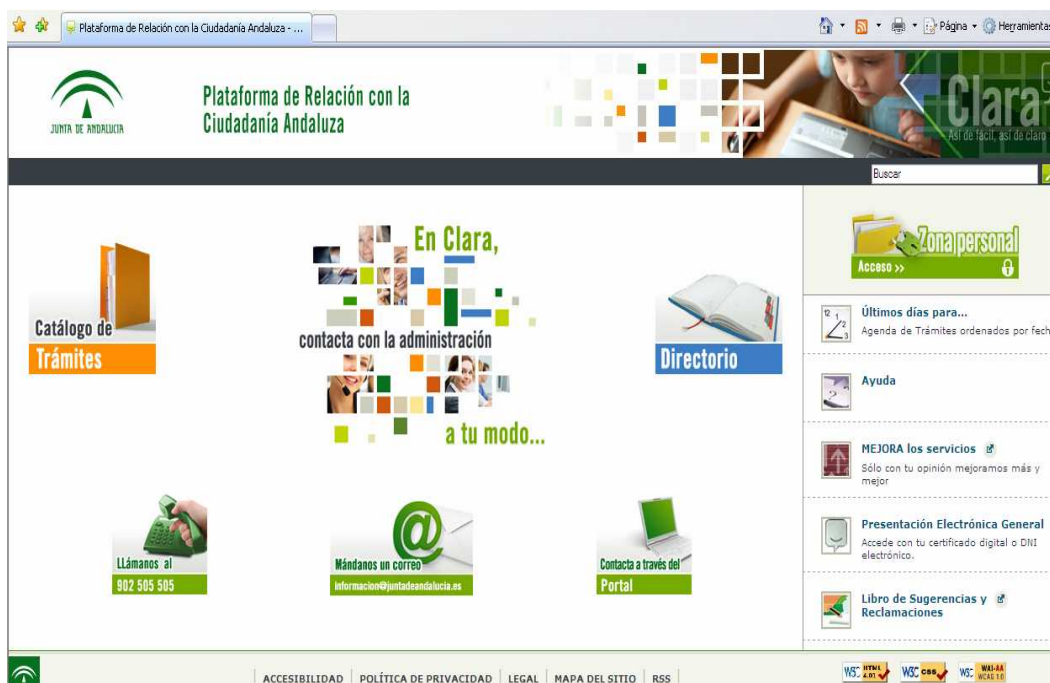 Plataforma de Relación con la Ciudadanía Andaluza - ...
Página
Herramientas
JUNTA DE ANDALUCIA
Plataforma de Relación con la
Ciudadanía Andaluza
Clara
Así de fácil, así de claro
Buscar
Catálogo de
Trámites
En Clara,
contacta con la administración
a tu modo...
Directorio
LLámanos al
902 505 505
Mándanos un correo
Informacion@juntadeandalucia.es
Contacta a través del
Portal
Zona personal
Acceso >>
12 1 2 3
Últimos días para...
Agenda de Trámites ordenados por fech
?
Ayuda
MEJORA los servicios
Sólo con tu opinión mejoramos más y
mejor
Presentación Electrónica General
Accede con tu certificado digital o DNI
electrónico.
Libro de Sugerencias y
Reclamaciones
ACCESIBILIDAD | POLÍTICA DE PRIVACIDAD | LEGAL | MAPA DEL SITIO | RSS |
W3C HTML 4.01
W3C CSS
W3C WAI-AA WCAG 1.0